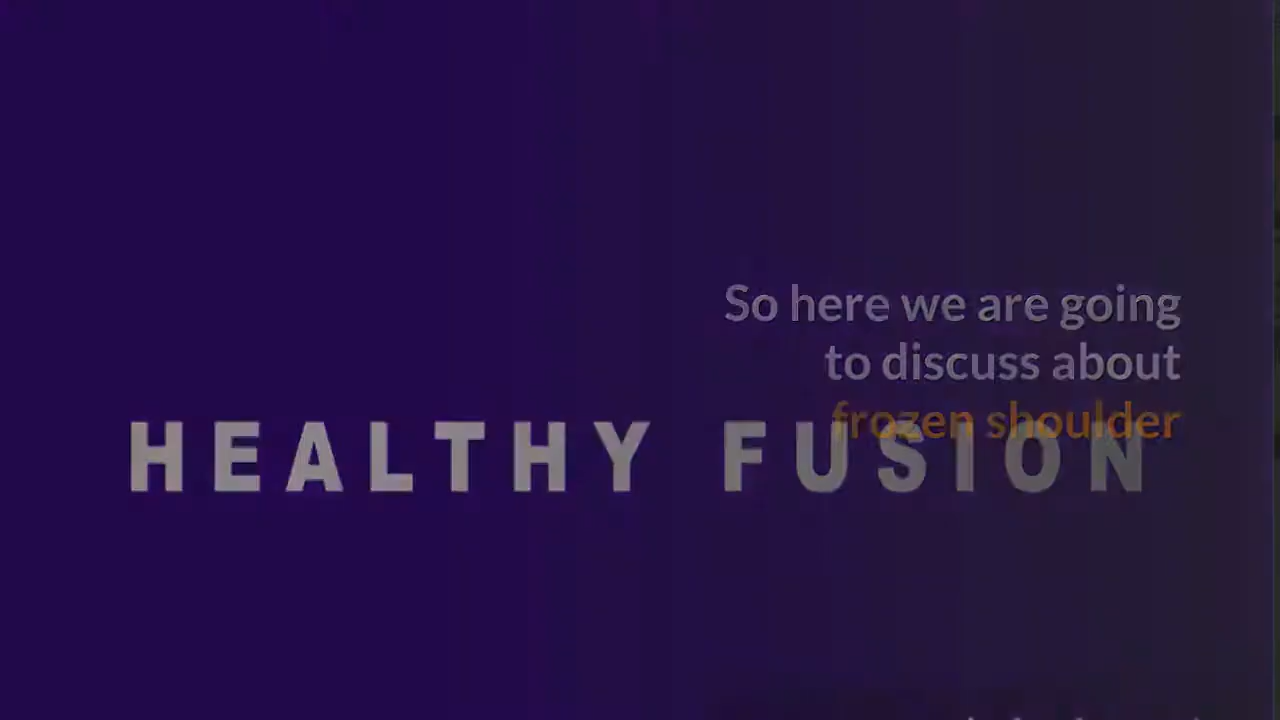 So here we are going
to discuss about
frozen shoulder
HEALTHY FUSION